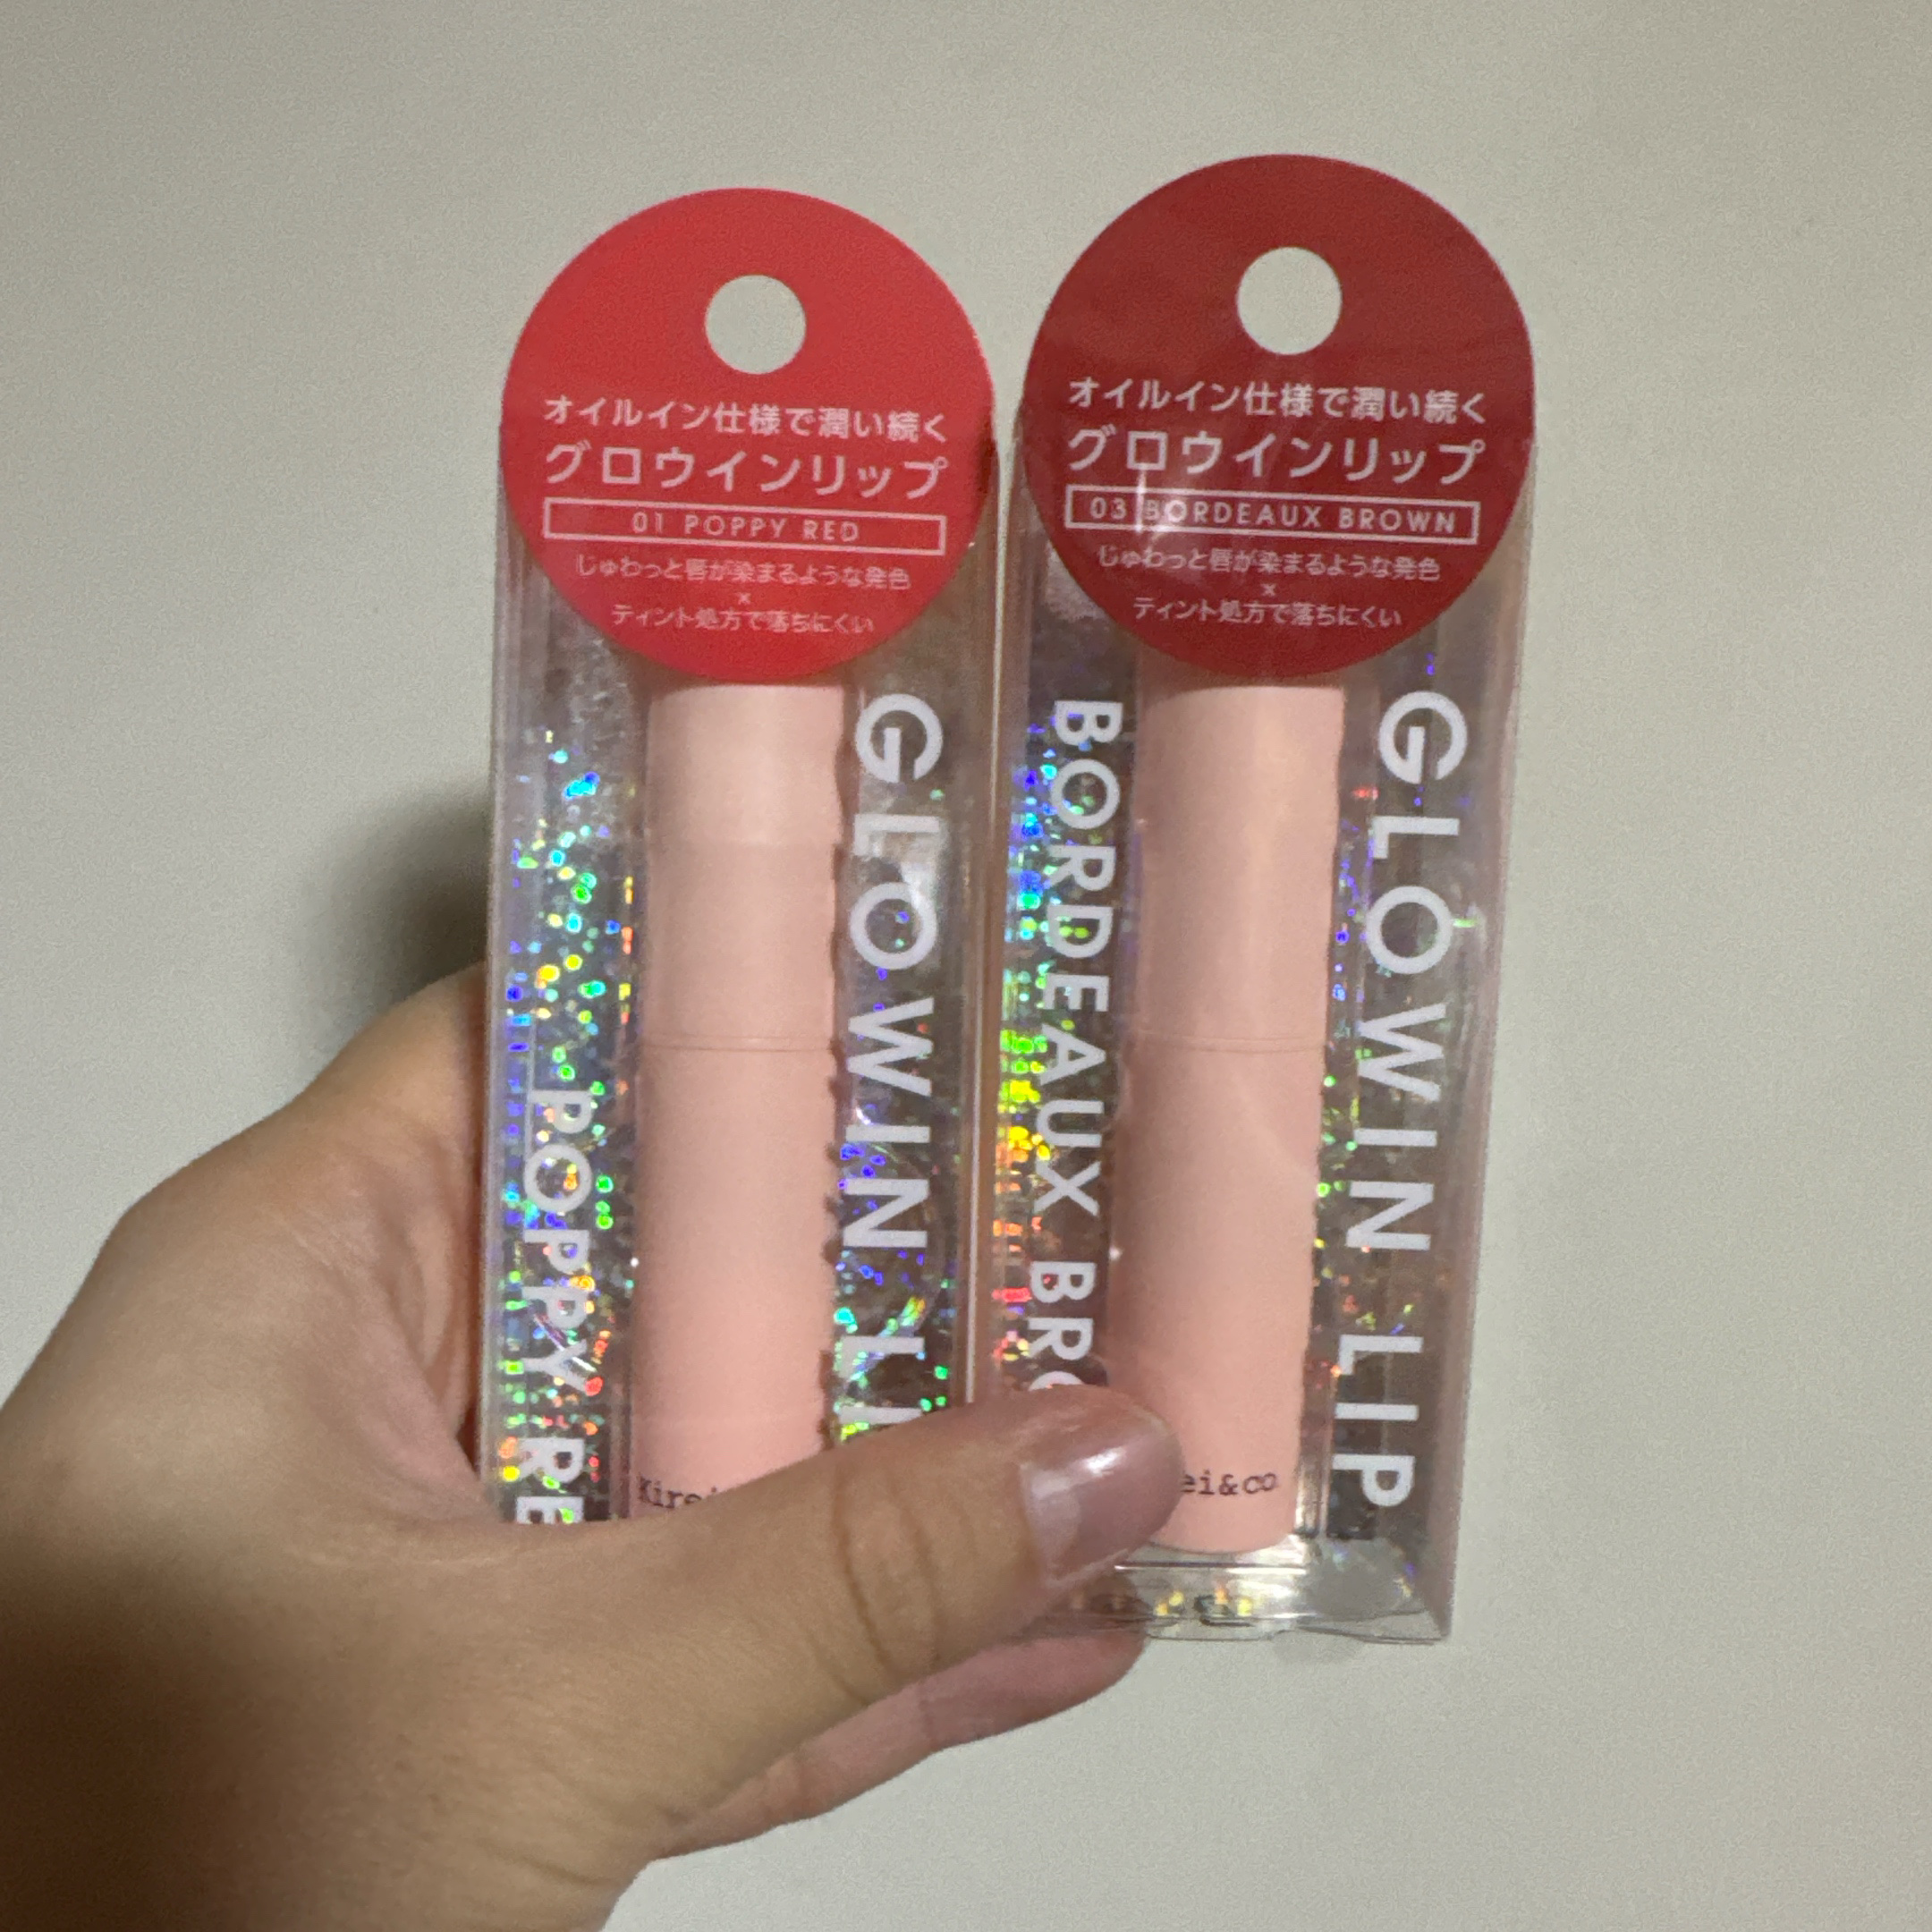 オイルイン仕様で潤い続く
グロウインリップ
01 POPPY RED
じゅわっと唇が染まるような発色
×
ティント処方で落ちにくい
POPPY RE
GLOWIN LI
オイルイン仕様で潤い続く
グロウインリップ
03 BORDEAUX BROWN
じゅわっと唇が染まるような発色
×
ティント処方で落ちにくい
BORDEAUX BRO
GLOWIN LIP
Kirei
ei&co